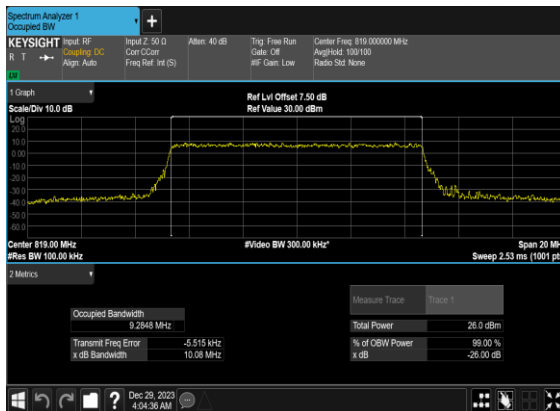 Spectrum Analyzer 1
Occupied BW
KEYSIGHT Input: RF Input Z: 50 Ω Atten: 40 dB Trig: Free Run Center Freq: 819.000000 MHz
R T Coupling: DC Corr CCorr Gate: Off Avg|Hold: 100/100
Align: Auto Freq Ref: Int (S) #IF Gain: Low Radio Std: None
1 Graph
Ref Lvl Offset 7.50 dB
Scale/Div 10.0 dB Ref Value 30.00 dBm
Log
20.0
10.0
0.00
-10.0
-20.0
-30.0
-40.0
-50.0
-60.0
Center 819.00 MHz #Video BW 300.00 kHz* Span 20 MH
#Res BW 100.00 kHz Sweep 2.53 ms (1001 pts
2 Metrics
Measure Trace Trace 1
Occupied Bandwidth
9.2848 MHz Total Power 26.0 dBm
Transmit Freq Error -5.515 kHz % of OBW Power 99.00 %
x dB Bandwidth 10.08 MHz x dB -26.00 dB
Dec 29, 2023
4:04:36 AM